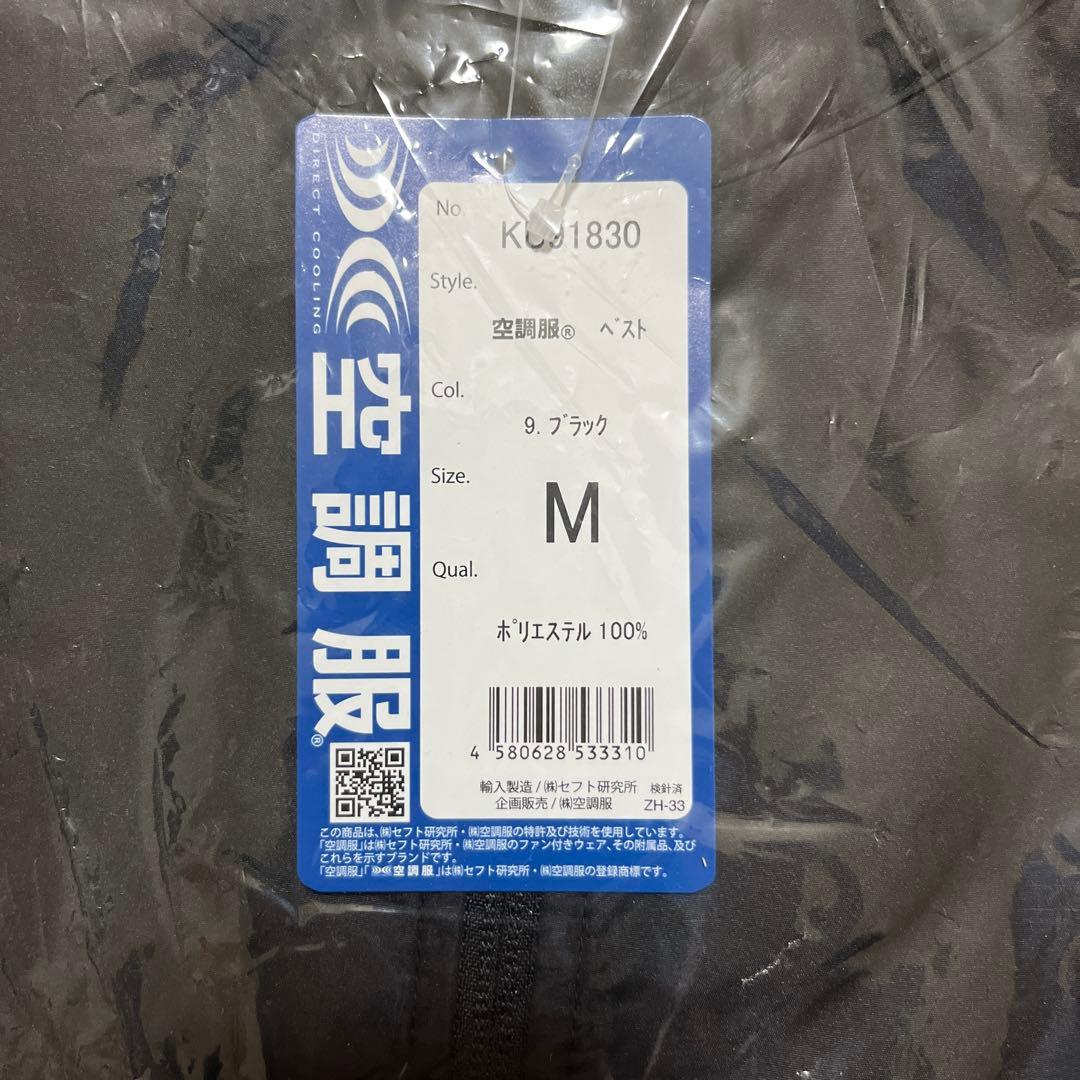 DIRECT COOLING
空調服®
No.
KU91830
Style.
空調服® ベスト
Col.
9. ブラック
Size.
M
Qual.
ポリエステル 100%
4 580628 533310
輸入製造/㈱セフト研究所 検針済
企画販売/㈱空調服 ZH-33
この商品は、㈱セフト研究所・㈱空調服の特許及び技術を使用しています。
「空調服」は㈱セフト研究所・㈱空調服のファン付きウェア、その附属品、及び
これらを示すブランドです。
「空調服」「空調服」は㈱セフト研究所・㈱空調服の登録商標です。